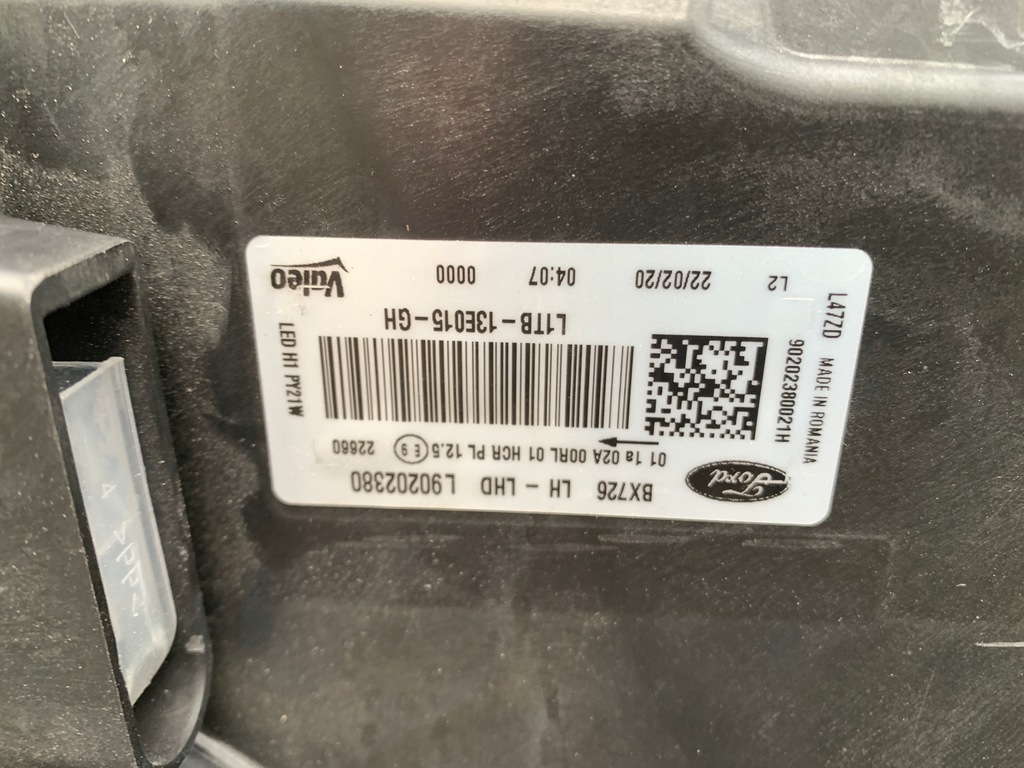 Ford
BX726 LH - LHD L90202380
01 1a 02A 00RL 01 HCR PL 12.5 E9 22660
L1TB-13E015-GH
L2 22/02/20 04:07 0000
Valeo
LED H1 PY21W
90202380021H
L47ZD MADE IN ROMANIA